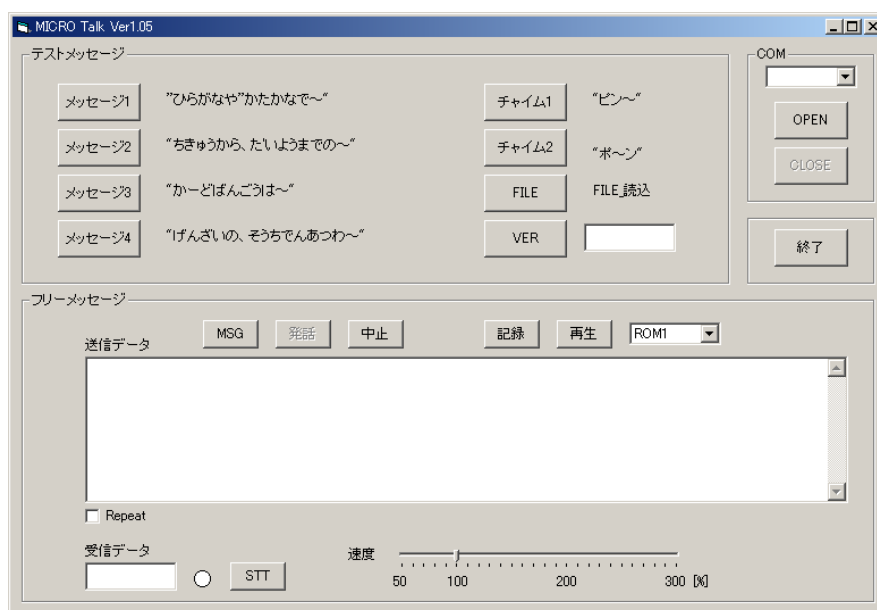 MICRO Talk Ver1.05
テストメッセージ
メッセージ1 ”ひらがなや”かたかなで～“ チャイム1 “ピン～“
メッセージ2 “ちきゅうから、たいようまでの～“ チャイム2 “ポ～ン”
メッセージ3 “かーどばんごうは～“ FILE FILE_読込
メッセージ4 “げんざいの、そうちでんあつわ～“ VER
COM
OPEN
CLOSE
終了
フリーメッセージ
送信データ MSG 発話 中止 記録 再生 ROM1
Repeat
受信データ
STT
速度
50 100 200 300 [%]